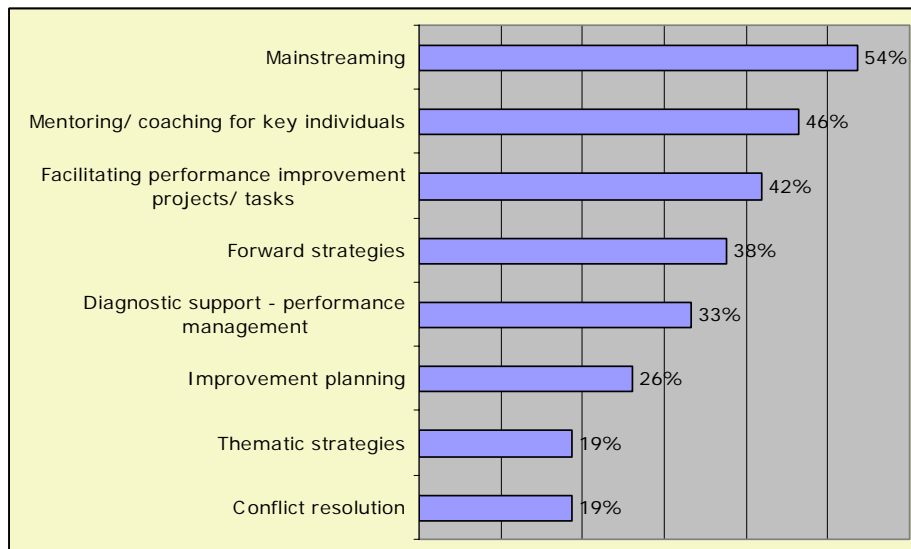 Mainstreaming 54%
Mentoring/ coaching for key individuals 46%
Facilitating performance improvement
projects/ tasks 42%
Forward strategies 38%
Diagnostic support - performance
management 33%
Improvement planning 26%
Thematic strategies 19%
Conflict resolution 19%